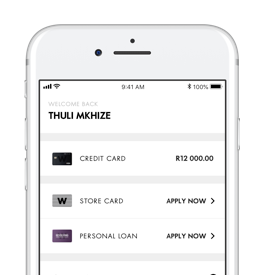 9:41 AM 100%
WELCOME BACK
THULI MKHIZE
CREDIT CARD R12 000.00
W STORE CARD APPLY NOW
PERSONAL LOAN APPLY NOW